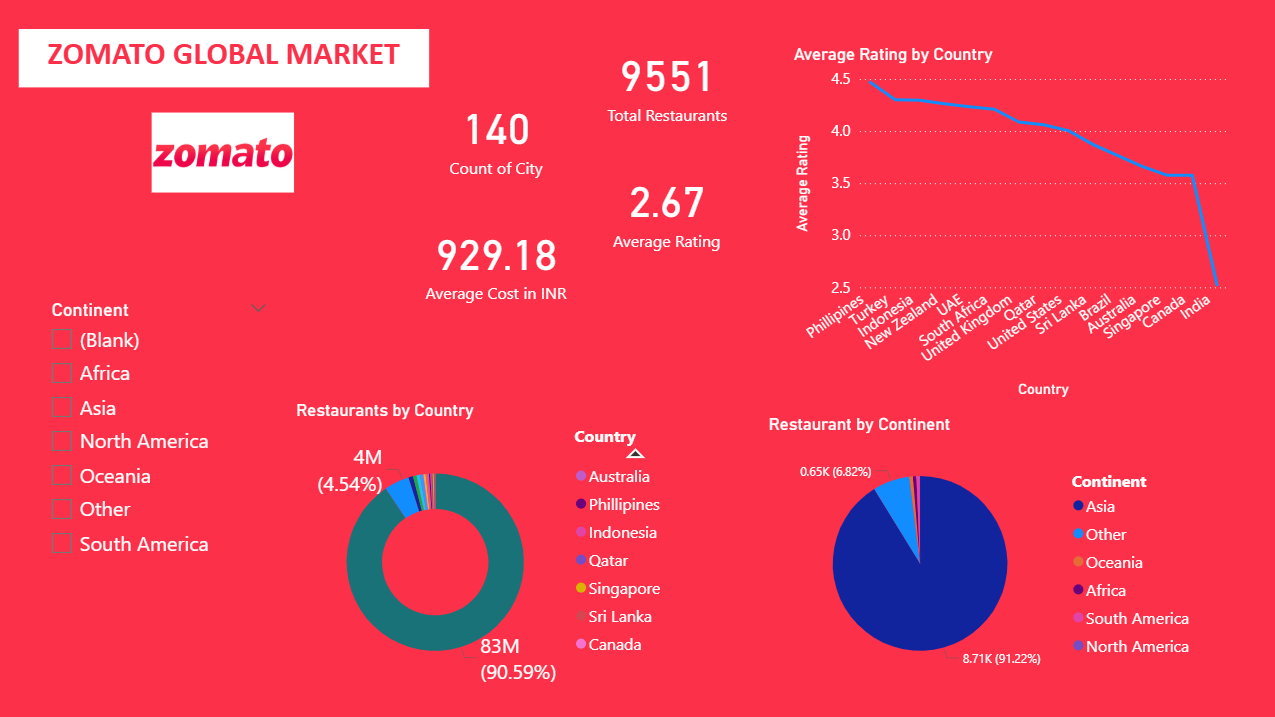 ZOMATO GLOBAL MARKET
zomato
140
Count of City
9551
Total Restaurants
2.67
Average Rating
929.18
Average Cost in INR
Average Rating by Country
Average Rating
4.5
4.0
3.5
3.0
2.5
Phillipines
Turkey
Indonesia
New Zealand
UAE
South Africa
United Kingdom
Qatar
United States
Sri Lanka
Brazil
Australia
Singapore
Canada
India
Country
Continent
(Blank)
Africa
Asia
North America
Oceania
Other
South America
Restaurants by Country
4M
(4.54%)
83M
(90.59%)
Country
Australia
Phillipines
Indonesia
Qatar
Singapore
Sri Lanka
Canada
Restaurant by Continent
0.65K (6.82%)
8.71K (91.22%)
Continent
Asia
Other
Oceania
Africa
South America
North America